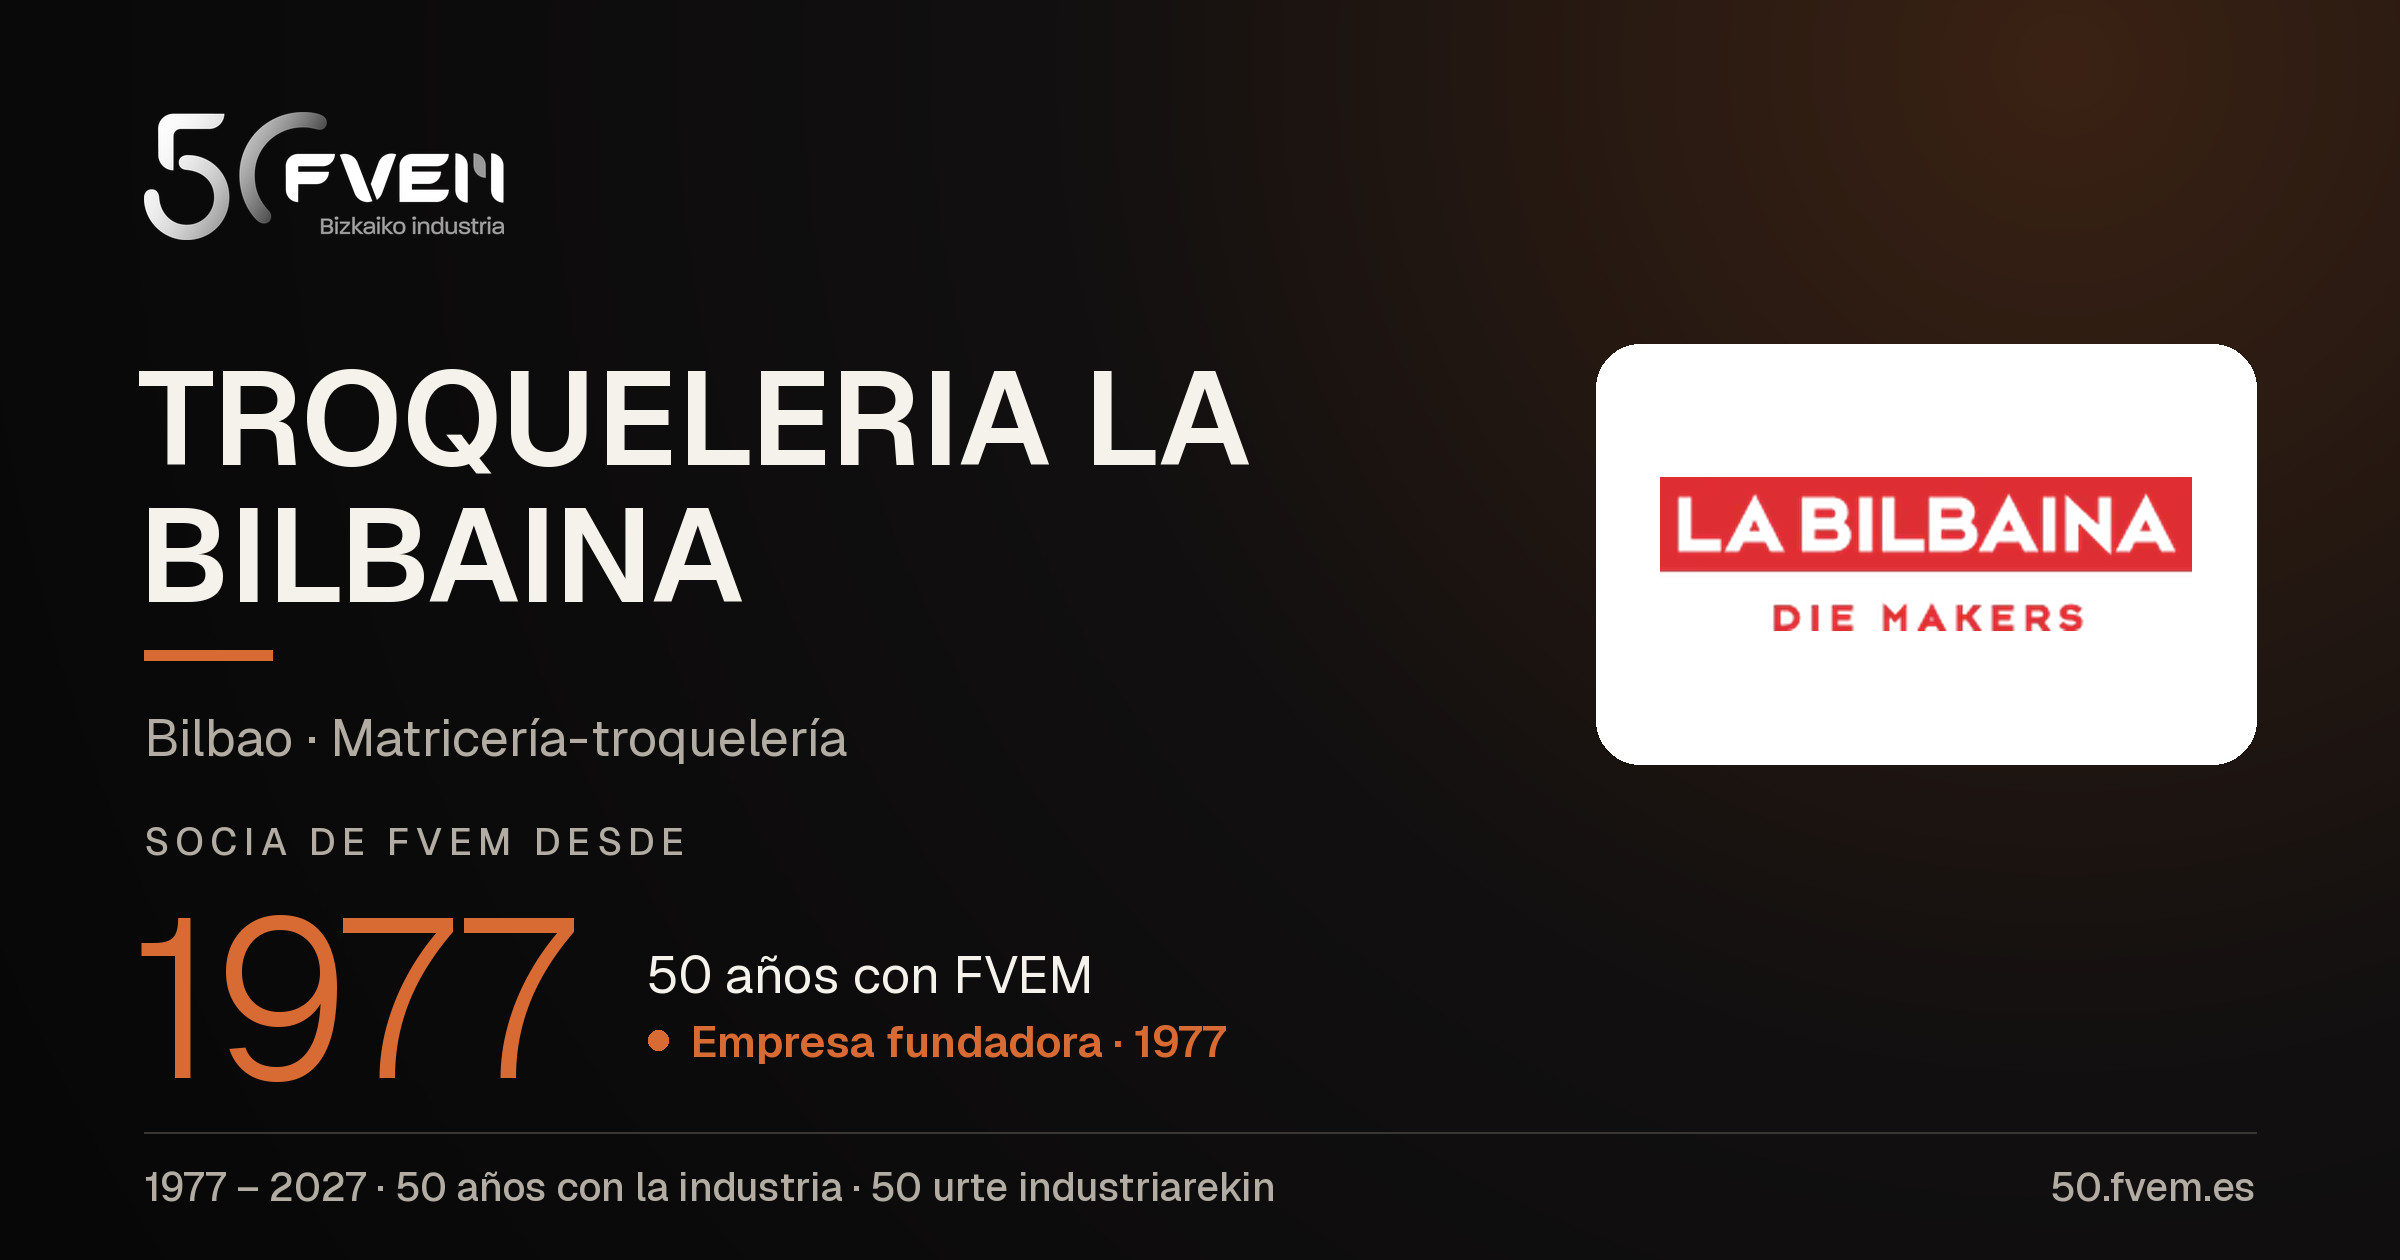 50 FVEM
Bizkaiko industria
TROQUELERIA LA
BILBAINA
LA BILBAINA
DIE MAKERS
Bilbao · Matricería-troquelería
SOCIA DE FVEM DESDE
1977
50 años con FVEM
Empresa fundadora · 1977
1977 – 2027 · 50 años con la industria · 50 urte industriarekin
50.fvem.es